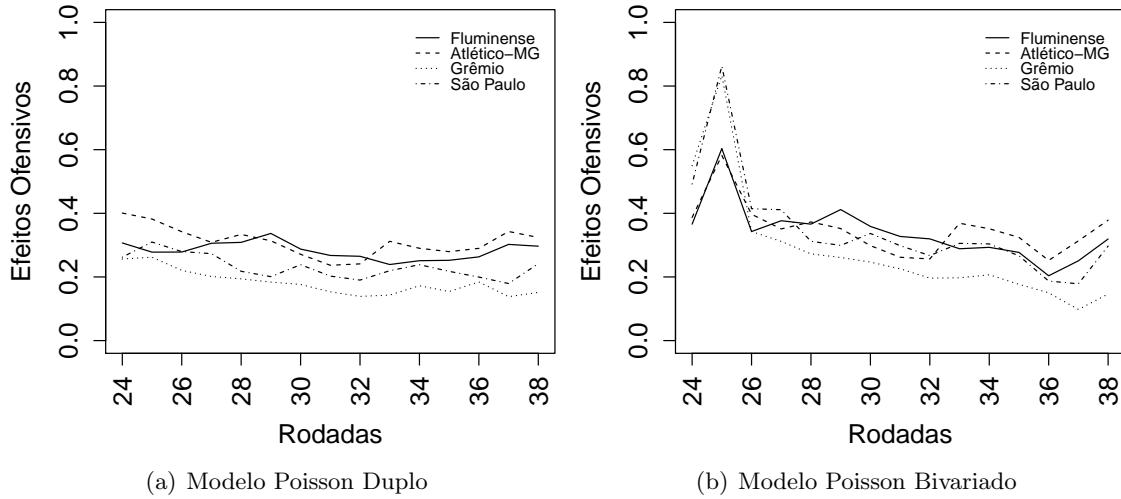 Efeitos Ofensivos
1.0
0.8
0.6
0.4
0.2
0.0
Fluminense
Atlético−MG
Grêmio
São Paulo
24 26 28 30 32 34 36 38
Rodadas
(a) Modelo Poisson Duplo
Efeitos Ofensivos
1.0
0.8
0.6
0.4
0.2
0.0
Fluminense
Atlético−MG
Grêmio
São Paulo
24 26 28 30 32 34 36 38
Rodadas
(b) Modelo Poisson Bivariado